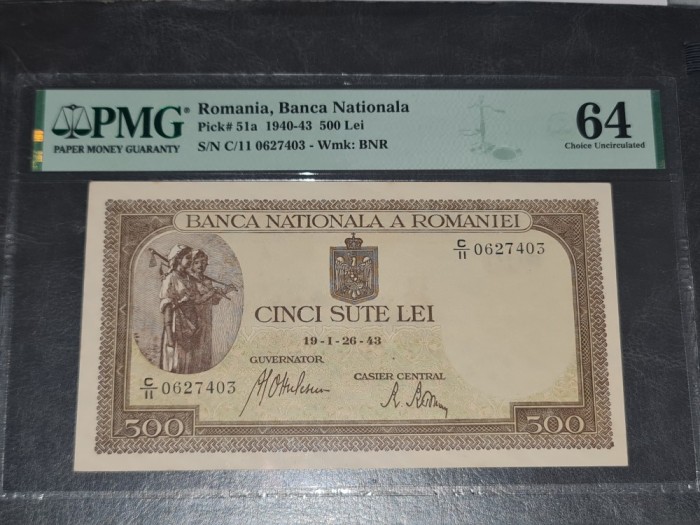 PMG
PAPER MONEY GUARANTY
Romania, Banca Nationala
Pick# 51a 1940-43 500 Lei
S/N C/11 0627403 - Wmk: BNR
64
Choice Uncirculated
BANCA NATIONALA A ROMANIEI
C/11 0627403
CINCI SUTE LEI
19-I-26-43
GUVERNATOR
CASIER CENTRAL
C/11 0627403
500
500